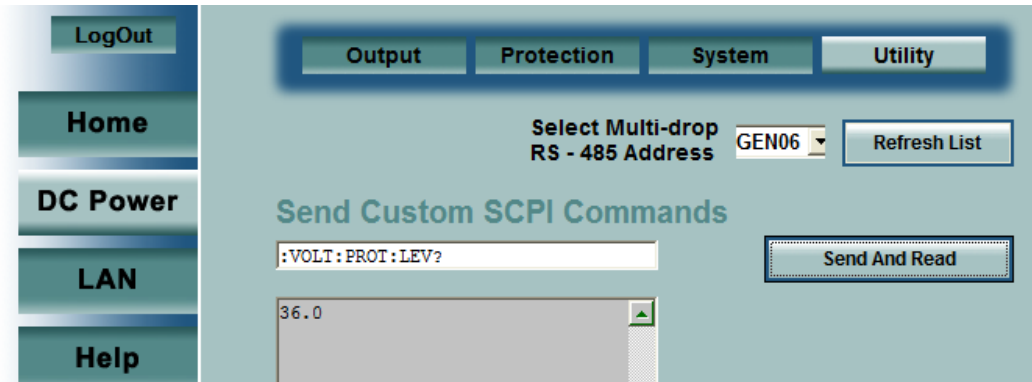 LogOut
Output Protection System Utility
Home
Select Multi-drop
RS - 485 Address
GEN06
Refresh List
DC Power
Send Custom SCPI Commands
:VOLT:PROT:LEV?
Send And Read
LAN
36.0
Help